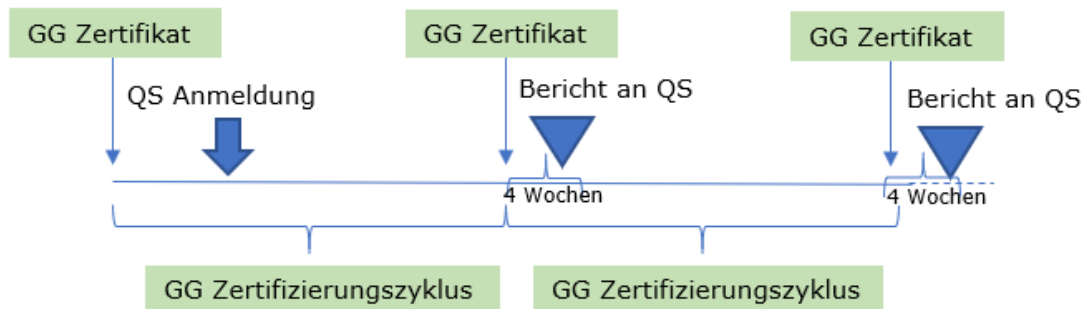 GG Zertifikat
GG Zertifikat
GG Zertifikat
QS Anmeldung
Bericht an QS
Bericht an QS
4 Wochen
4 Wochen
GG Zertifizierungszyklus
GG Zertifizierungszyklus